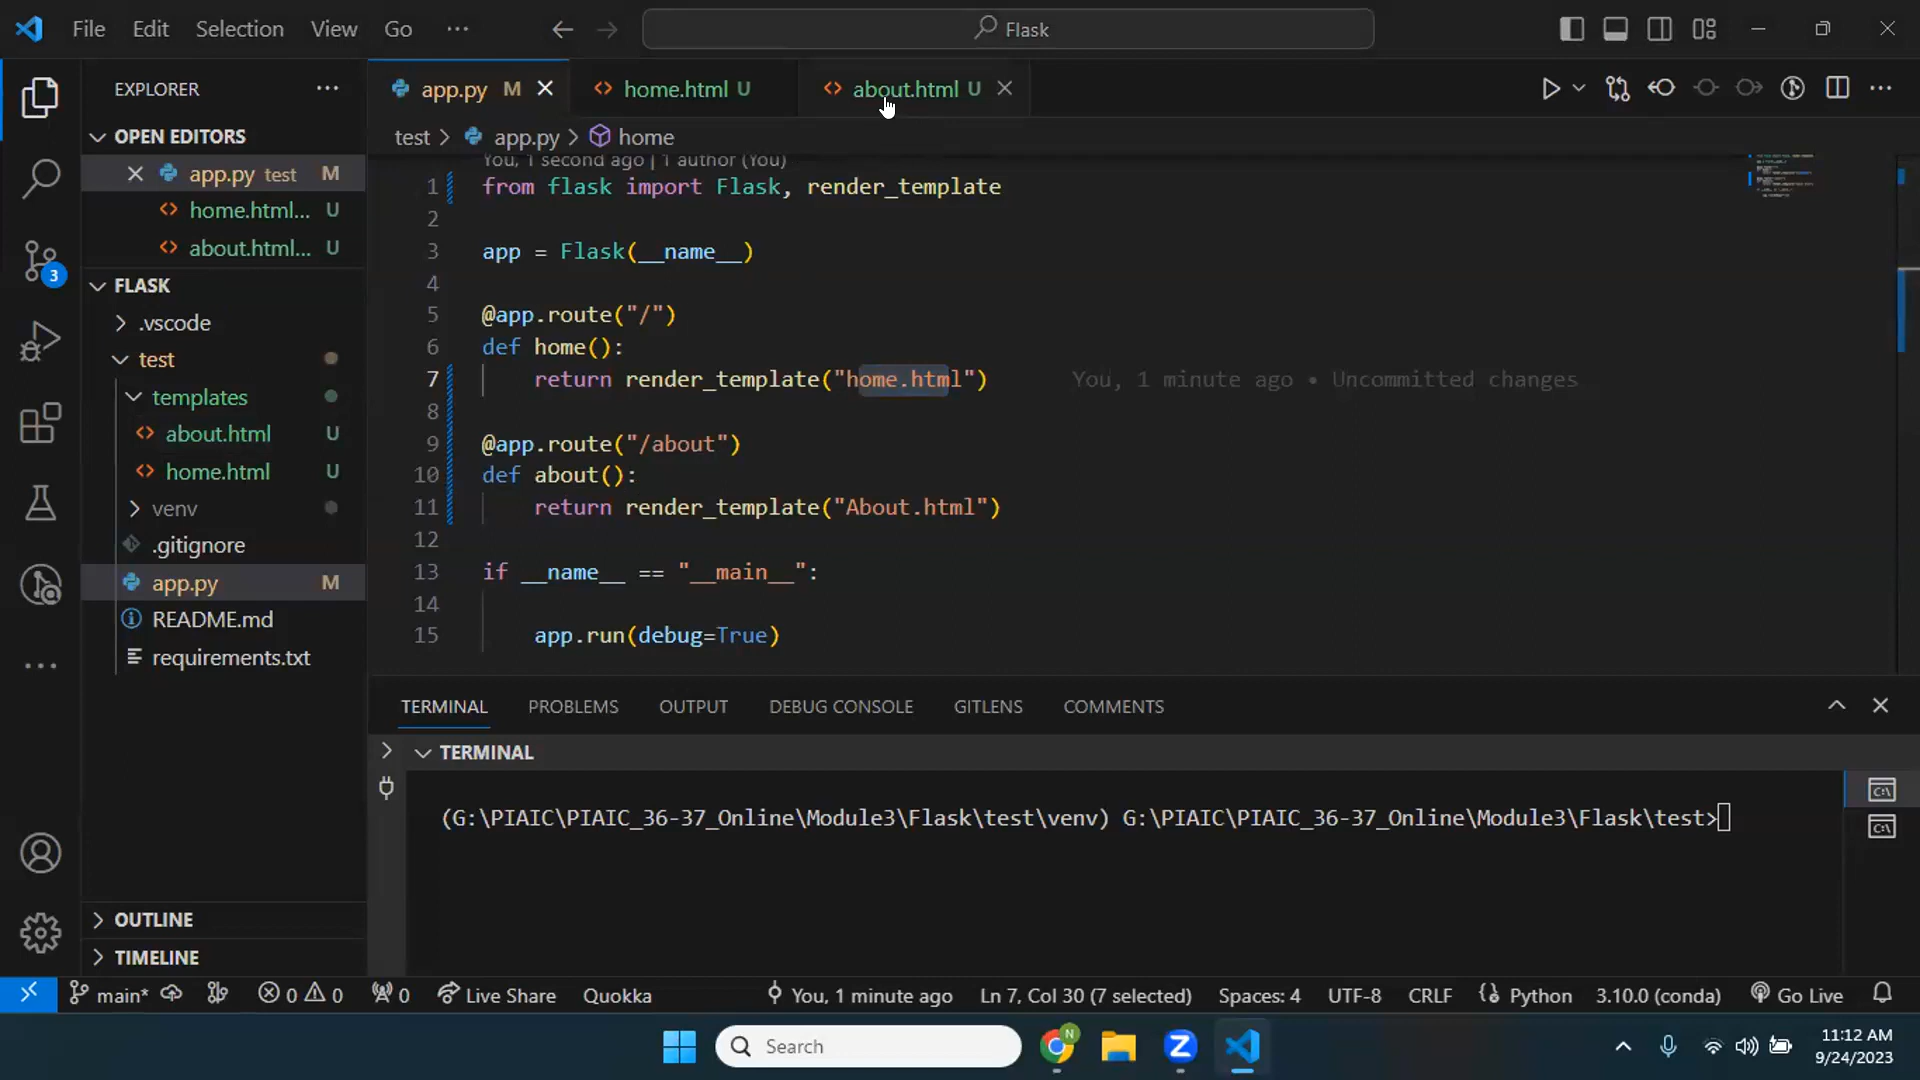 File Edit Selection View Go ··· Flask
EXPLORER ···
OPEN EDITORS
app.py test M
home.html... U
about.html... U
FLASK
.vscode
test
templates
about.html U
home.html U
venv
.gitignore
app.py M
README.md
requirements.txt
OUTLINE
TIMELINE
3
app.py M home.html U about.html U
test > app.py > home
You, 1 second ago | 1 author (You)
1 from flask import Flask, render_template
2
3 app = Flask(__name__)
4
5 @app.route("/")
6 def home():
7 return render_template("home.html") You, 1 minute ago • Uncommitted changes
8
9 @app.route("/about")
10 def about():
11 return render_template("About.html")
12
13 if __name__ == "__main__":
14
15 app.run(debug=True)
TERMINAL PROBLEMS OUTPUT DEBUG CONSOLE GITLENS COMMENTS
TERMINAL
(G:\PIAIC\PIAIC_36-37_Online\Module3\Flask\test\venv) G:\PIAIC\PIAIC_36-37_Online\Module3\Flask\test>
main* 0 0 0 Live Share Quokka You, 1 minute ago Ln 7, Col 30 (7 selected) Spaces: 4 UTF-8 CRLF Python 3.10.0 (conda) Go Live
Search N Z
11:12 AM
9/24/2023